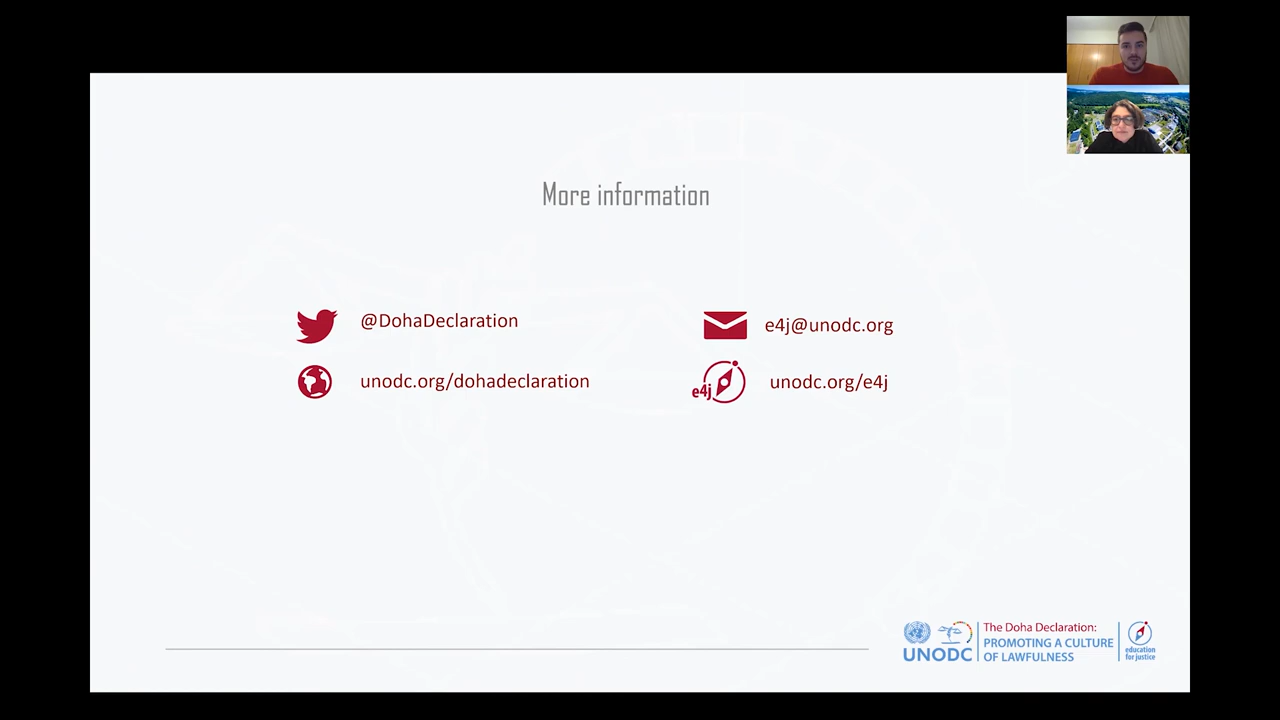 More information
@DohaDeclaration
e4j@unodc.org
unodc.org/dohadeclaration
e4j
unodc.org/e4j
UNODC
The Doha Declaration:
PROMOTING A CULTURE
OF LAWFULNESS
education
for justice